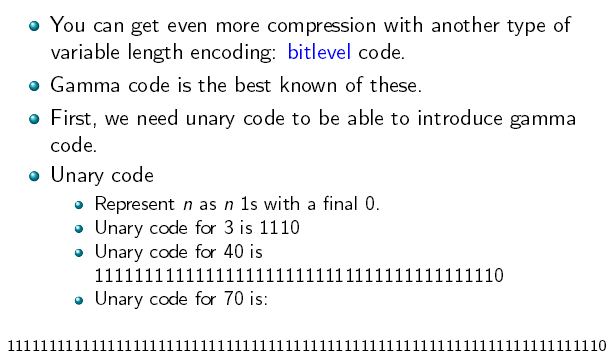 You can get even more compression with another type of
variable length encoding: bitlevel code.
Gamma code is the best known of these.
First, we need unary code to be able to introduce gamma
code.
Unary code
Represent n as n 1s with a final 0.
Unary code for 3 is 1110
Unary code for 40 is
11111111111111111111111111111111111111110
Unary code for 70 is:
11111111111111111111111111111111111111111111111111111111111111111111110